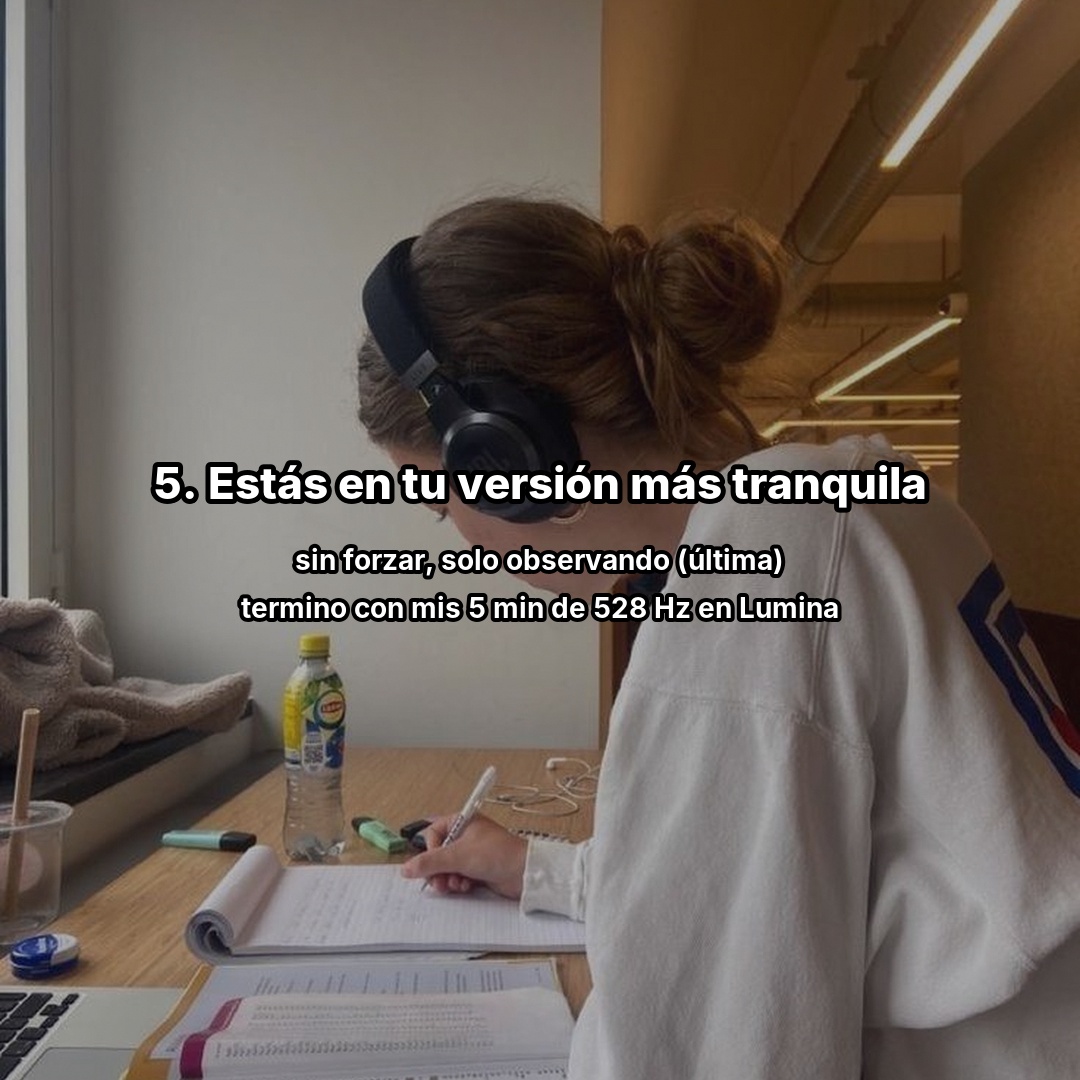 5. Estás en tu versión más tranquila
sin forzar, solo observando (última)
termino con mis 5 min de 528 Hz en Lumina